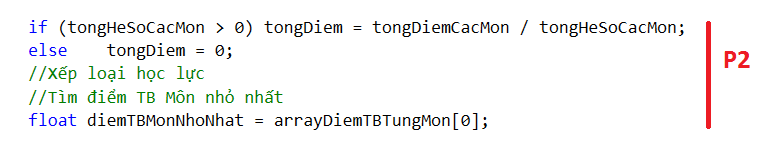 if (tongHeSoCacMon > 0) tongDiem = tongDiemCacMon / tongHeSoCacMon;
else    tongDiem = 0;
P2
//Xếp loại học lực
//Tìm điểm TB Môn nhỏ nhất
float diemTBMonNhoNhat = arrayDiemTBTungMon[0];